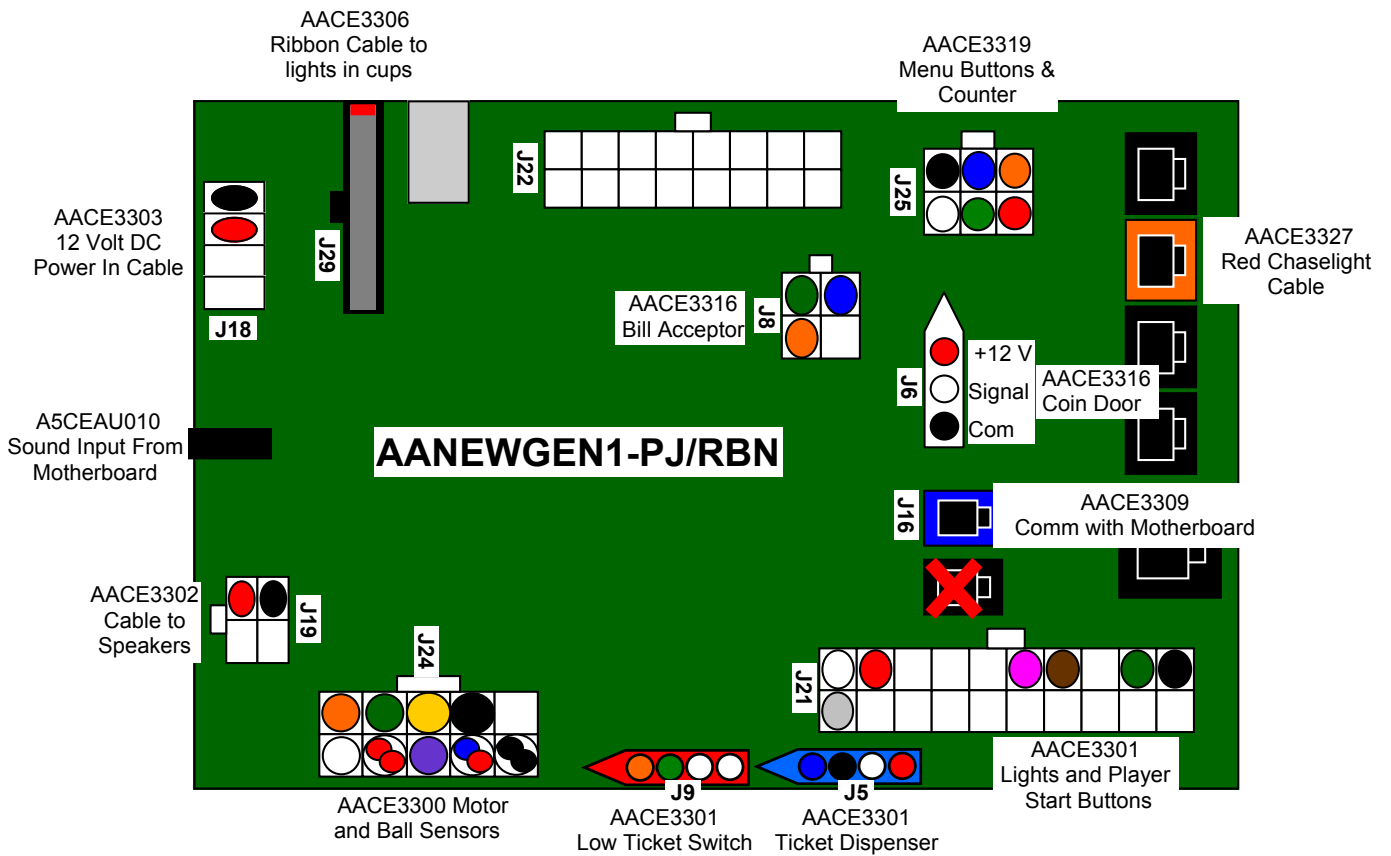 AACE3306
Ribbon Cable to
lights in cups
AACE3319
Menu Buttons &
Counter
J22
J25
AACE3303
12 Volt DC
Power In Cable
J29
J18
AACE3327
Red Chaselight
Cable
AACE3316
Bill Acceptor
J8
J6
+12 V
Signal
Com
AACE3316
Coin Door
A5CEAU010
Sound Input From
Motherboard
AANEWGEN1-PJ/RBN
J16
AACE3309
Comm with Motherboard
AACE3302
Cable to
Speakers
J19
J24
J21
AACE3300 Motor
and Ball Sensors
J9
AACE3301
Low Ticket Switch
J5
AACE3301
Ticket Dispenser
AACE3301
Lights and Player
Start Buttons